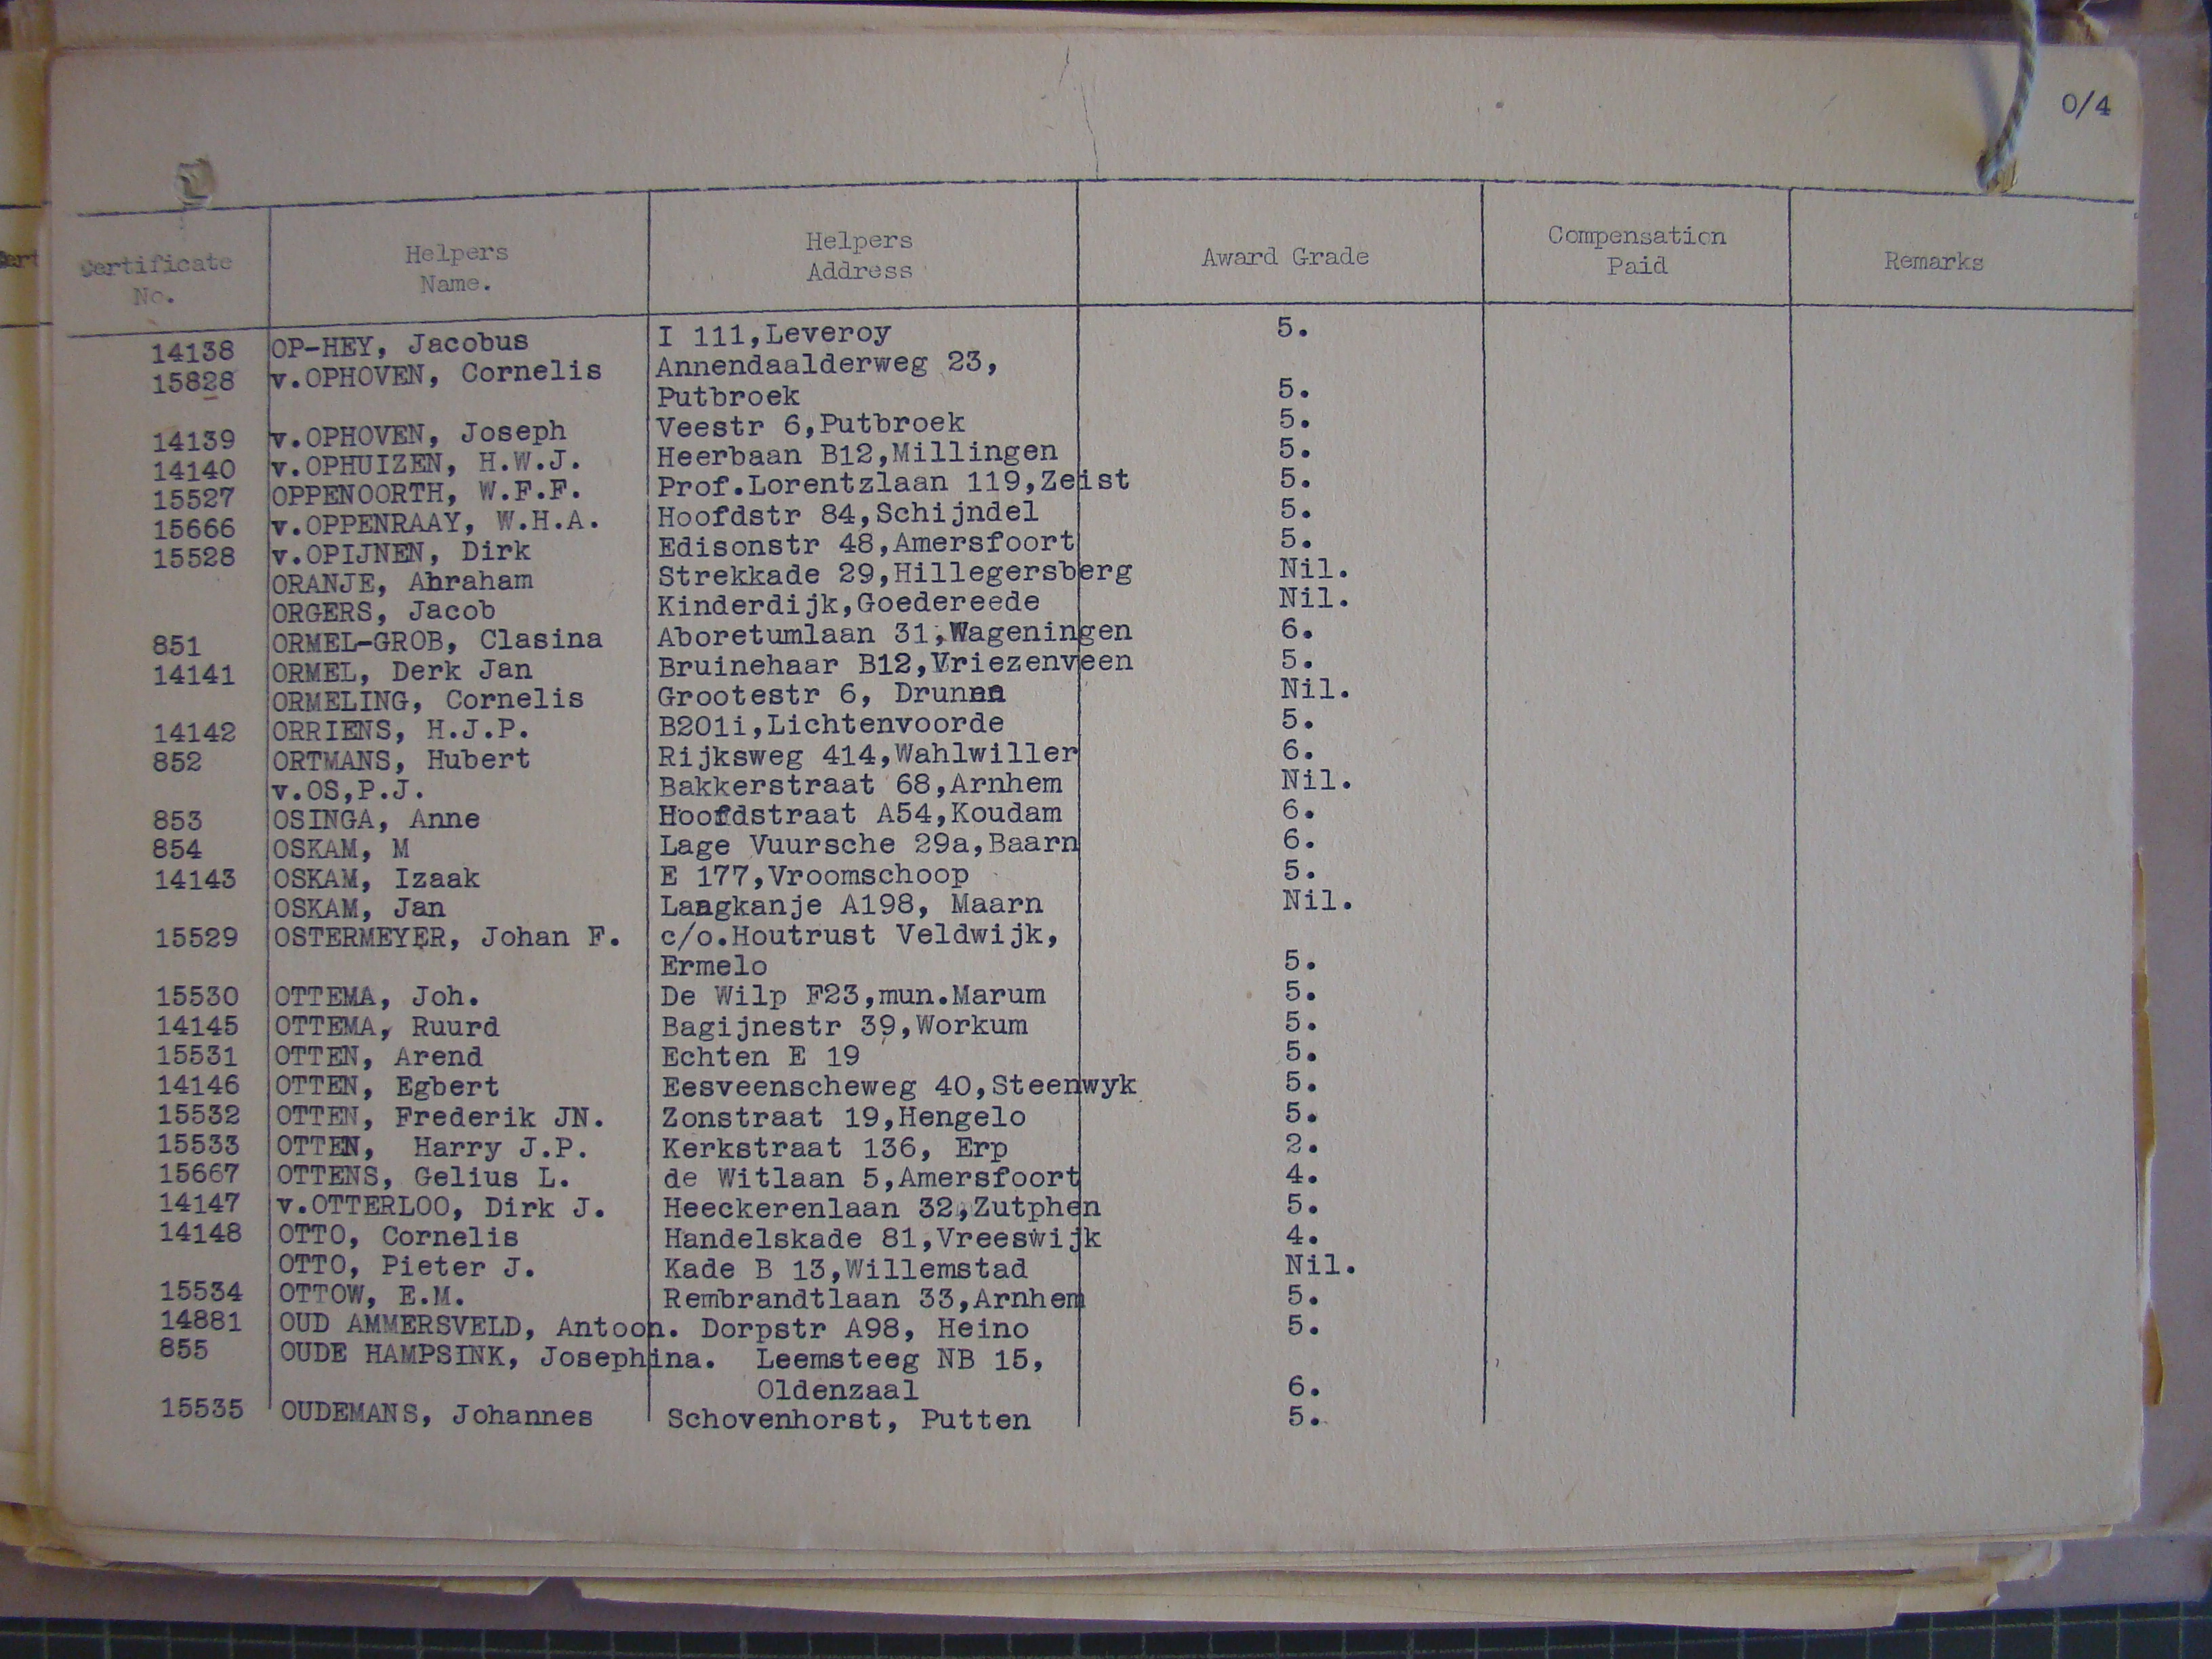 0/4
Certificate No. Helpers Name. Helpers Address Award Grade Compensation Paid Remarks
14138 OP-HEY, Jacobus I 111,Leveroy 5.
15828 v.OPHOVEN, Cornelis Annendaalderweg 23,
Putbroek 5.
14139 v.OPHOVEN, Joseph Veestr 6,Putbroek 5.
14140 v.OPHUIZEN, H.W.J. Heerbaan B12,Millingen 5.
15527 OPPENOORTH, W.F.F. Prof.Lorentzlaan 119,Zeist 5.
15666 v.OPPENRAAY, W.H.A. Hoofdstr 84,Schijndel 5.
15528 v.OPIJNEN, Dirk Edisonstr 48,Amersfoort 5.
ORANJE, Abraham Strekkade 29,Hillegersberg Nil.
ORGERS, Jacob Kinderdijk,Goedereede Nil.
851 ORMEL-GROB, Clasina Aboretumlaan 31,Wageningen 6.
14141 ORMEL, Derk Jan Bruinehaar B12,Vriezenveen 5.
ORMELING, Cornelis Grootestr 6, Drunen Nil.
14142 ORRIENS, H.J.P. B201i,Lichtenvoorde 5.
852 ORTMANS, Hubert Rijksweg 414,Wahlwiller 6.
v.OS,P.J. Bakkerstraat 68,Arnhem Nil.
853 OSINGA, Anne Hoofdstraat A54,Koudam 6.
854 OSKAM, M Lage Vuursche 29a,Baarn 6.
14143 OSKAM, Izaak E 177,Vroomschoop 5.
OSKAM, Jan Langkanje A198, Maarn Nil.
15529 OSTERMEYER, Johan F. c/o.Houtrust Veldwijk,
Ermelo 5.
15530 OTTEMA, Joh. De Wilp F23,mun.Marum 5.
14145 OTTEMA, Ruurd Bagijnestr 39,Workum 5.
15531 OTTEN, Arend Echten E 19 5.
14146 OTTEN, Egbert Eesveenscheweg 40,Steenwyk 5.
15532 OTTEN, Frederik JN. Zonstraat 19,Hengelo 5.
15533 OTTEN, Harry J.P. Kerkstraat 136, Erp 2.
15667 OTTENS, Gelius L. de Witlaan 5,Amersfoort 4.
14147 v.OTTERLOO, Dirk J. Heeckerenlaan 32,Zutphen 5.
14148 OTTO, Cornelis Handelskade 81,Vreeswijk 4.
OTTO, Pieter J. Kade B 13,Willemstad Nil.
15534 OTTOW, E.M. Rembrandtlaan 33,Arnhem 5.
14881 OUD AMMERSVELD, Antoon. Dorpstr A98, Heino 5.
855 OUDE HAMPSINK, Josephina. Leemsteeg NB 15,
Oldenzaal 6.
15535 OUDEMANS, Johannes Schovenhorst, Putten 5.